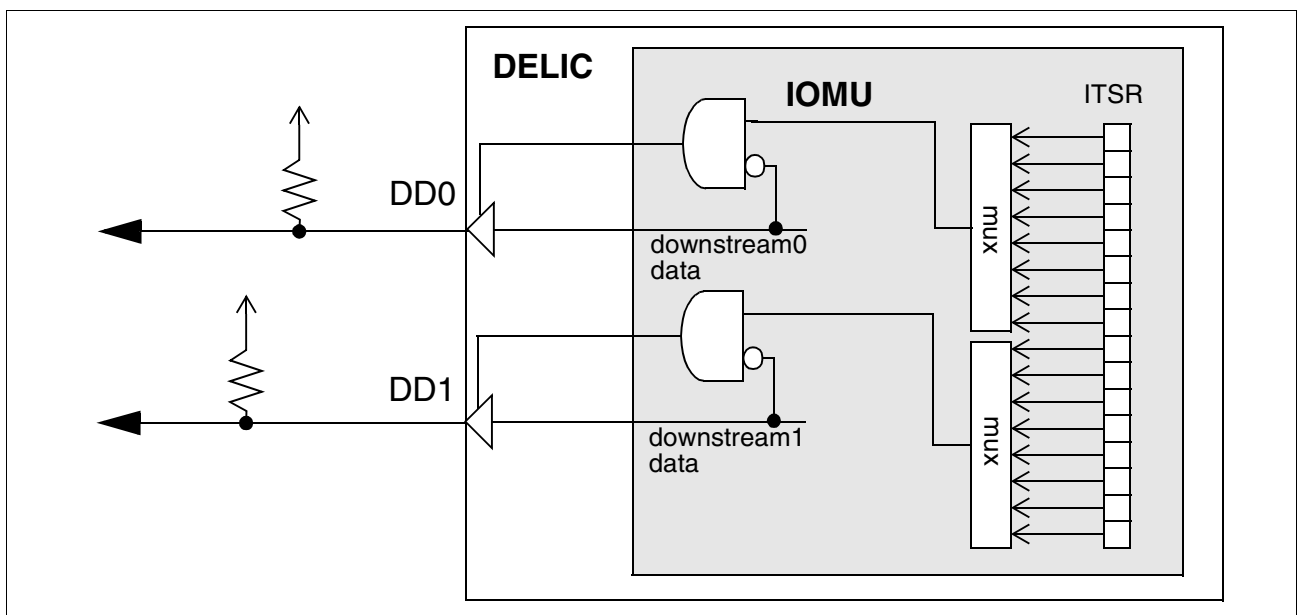 DELIC
IOMU
ITSR
DD0
mux
downstream0
data
DD1
mux
downstream1
data